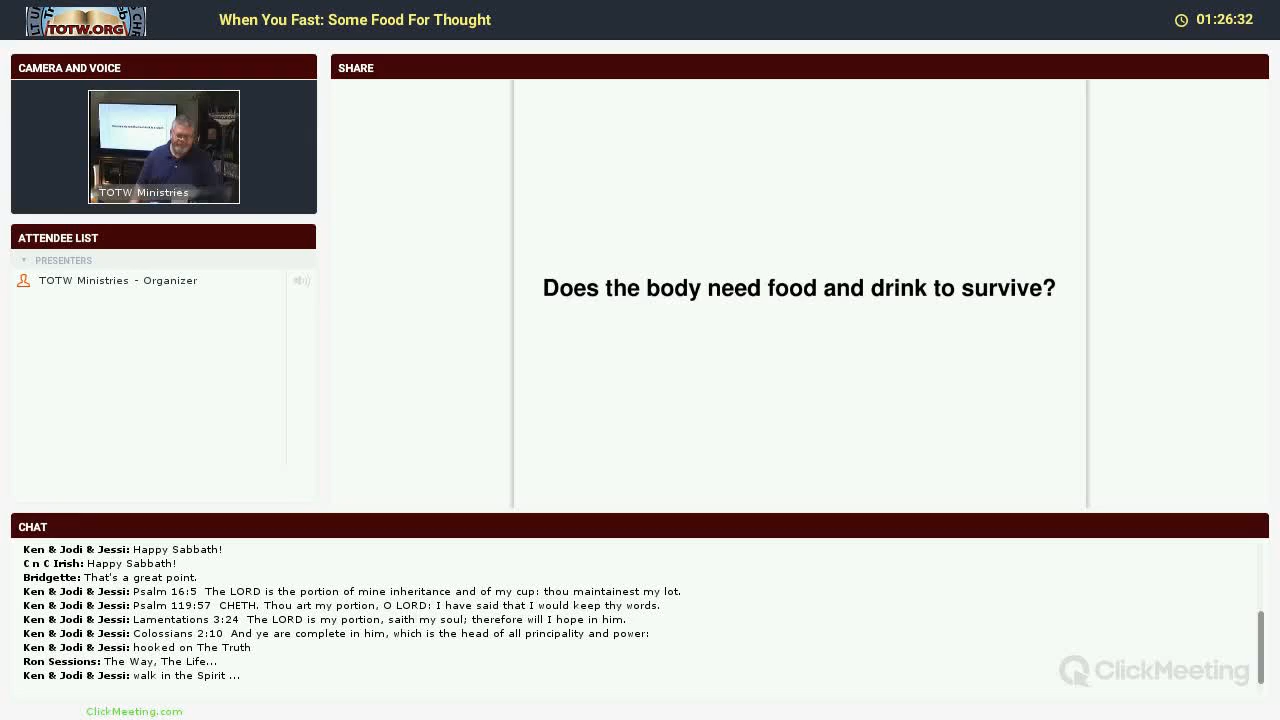 TOTW.ORG
When You Fast: Some Food For Thought
01:26:32
CAMERA AND VOICE
TOTW Ministries
ATTENDEE LIST
PRESENTERS
TOTW Ministries - Organizer
SHARE
Does the body need food and drink to survive?
CHAT
Ken & Jodi & Jessi: Happy Sabbath!
C n C Irish: Happy Sabbath!
Bridgette: That's a great point.
Ken & Jodi & Jessi: Psalm 16:5  The LORD is the portion of mine inheritance and of my cup: thou maintainest my lot.
Ken & Jodi & Jessi: Psalm 119:57  CHETH. Thou art my portion, O LORD: I have said that I would keep thy words.
Ken & Jodi & Jessi: Lamentations 3:24  The LORD is my portion, saith my soul; therefore will I hope in him.
Ken & Jodi & Jessi: Colossians 2:10  And ye are complete in him, which is the head of all principality and power:
Ken & Jodi & Jessi: hooked on The Truth
Ron Sessions: The Way, The Life...
Ken & Jodi & Jessi: walk in the Spirit ...
ClickMeeting
ClickMeeting.com